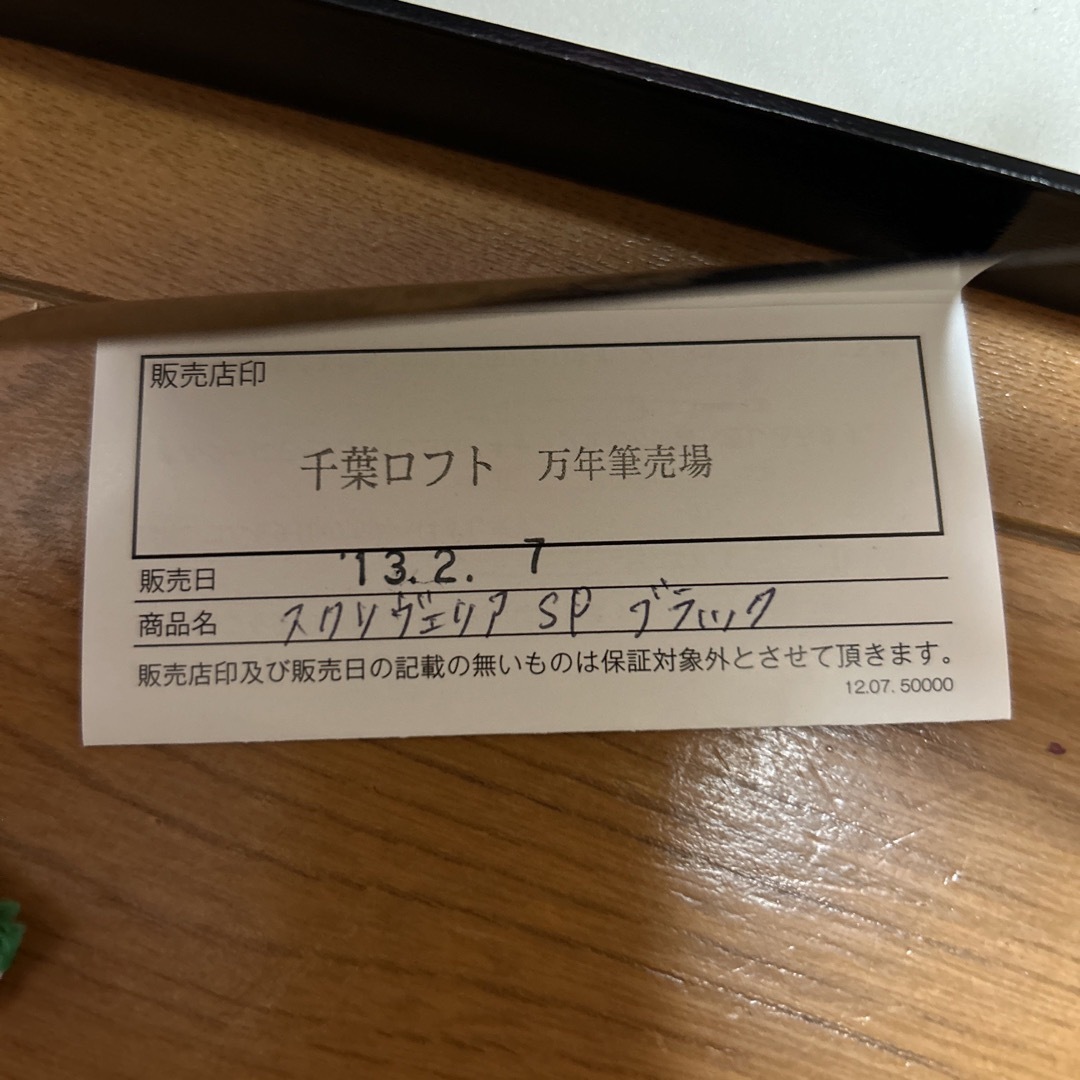 販売店印
千葉ロフト 万年筆売場
販売日 '13.2. 7
商品名 スクリヴェリア SP ブラック
販売店印及び販売日の記載の無いものは保証対象外とさせて頂きます。
12.07.50000